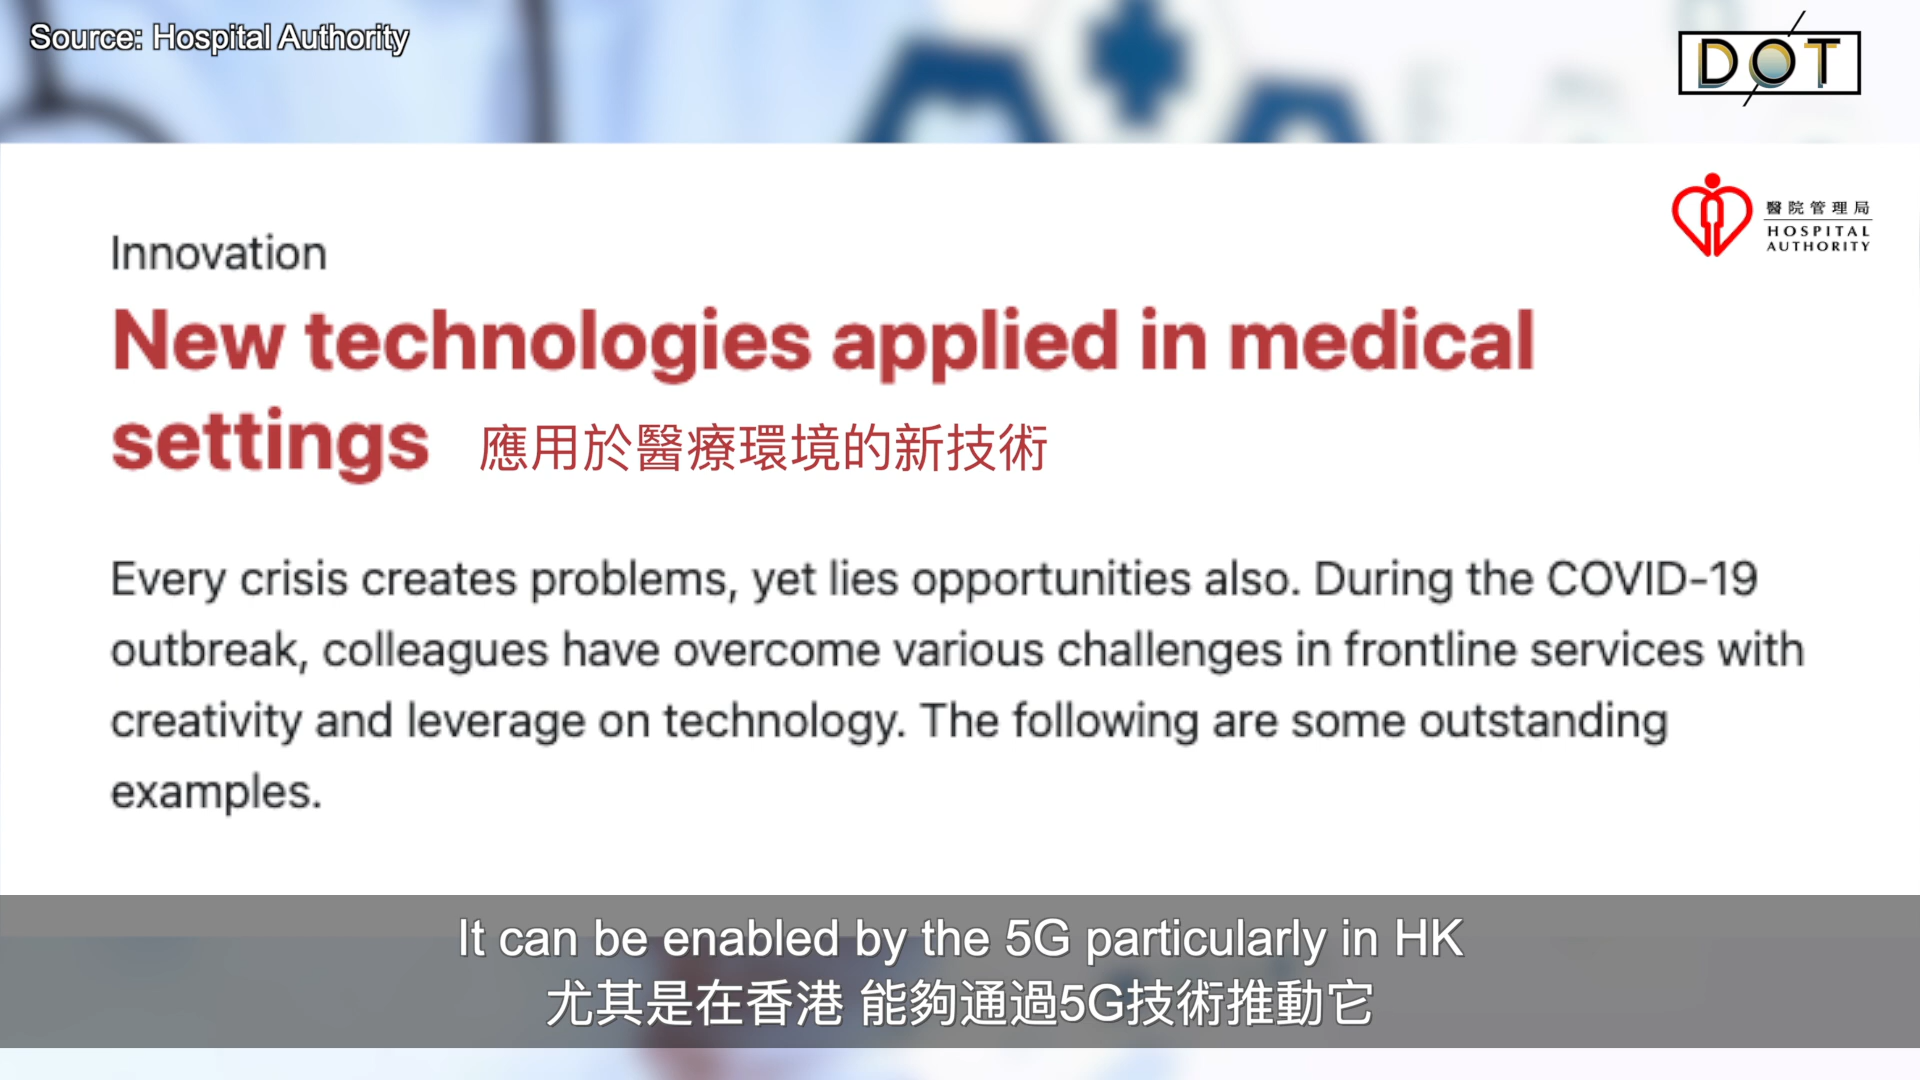 Source: Hospital Authority
DOT
醫院管理局
HOSPITAL
AUTHORITY
Innovation
New technologies applied in medical
settings 應用於醫療環境的新技術
Every crisis creates problems, yet lies opportunities also. During the COVID-19
outbreak, colleagues have overcome various challenges in frontline services with
creativity and leverage on technology. The following are some outstanding
examples.
It can be enabled by the 5G particularly in HK
尤其是在香港 能夠通過5G技術推動它